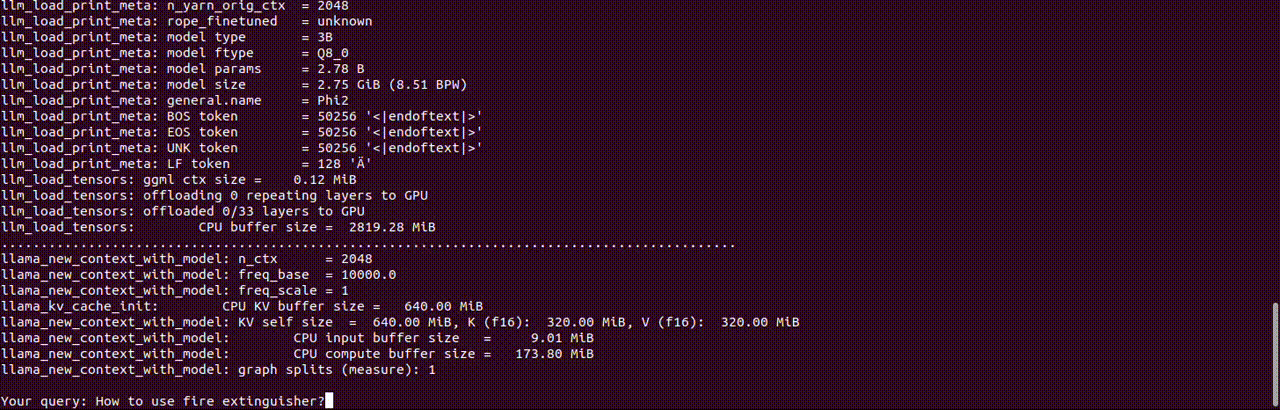 llm_load_print_meta: n_yarn_orig_ctx  = 2048
llm_load_print_meta: rope_finetuned   = unknown
llm_load_print_meta: model type       = 3B
llm_load_print_meta: model ftype      = Q8_0
llm_load_print_meta: model params     = 2.78 B
llm_load_print_meta: model size       = 2.75 GiB (8.51 BPW)
llm_load_print_meta: general.name     = Phi2
llm_load_print_meta: BOS token        = 50256 '<|endoftext|>'
llm_load_print_meta: EOS token        = 50256 '<|endoftext|>'
llm_load_print_meta: UNK token        = 50256 '<|endoftext|>'
llm_load_print_meta: LF token         = 128 'Ä'
llm_load_tensors: ggml ctx size =    0.12 MiB
llm_load_tensors: offloading 0 repeating layers to GPU
llm_load_tensors: offloaded 0/33 layers to GPU
llm_load_tensors:        CPU buffer size =  2819.28 MiB
.............................................................................................
llama_new_context_with_model: n_ctx      = 2048
llama_new_context_with_model: freq_base  = 10000.0
llama_new_context_with_model: freq_scale = 1
llama_kv_cache_init:        CPU KV buffer size =   640.00 MiB
llama_new_context_with_model: KV self size  =  640.00 MiB, K (f16):  320.00 MiB, V (f16):  320.00 MiB
llama_new_context_with_model:        CPU input buffer size   =     9.01 MiB
llama_new_context_with_model:        CPU compute buffer size =   173.80 MiB
llama_new_context_with_model: graph splits (measure): 1
Your query: How to use fire extinguisher?